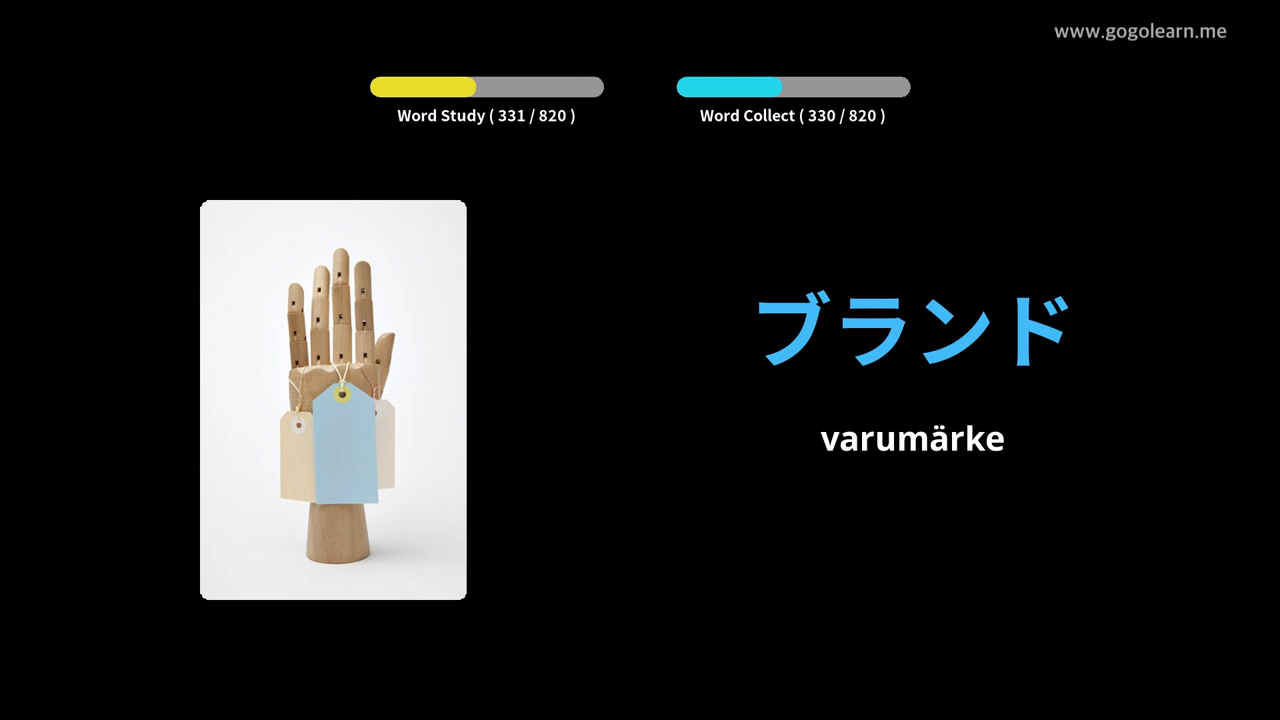 www.gogolearn.me
Word Study ( 331 / 820 )
Word Collect ( 330 / 820 )
ブランド
varumärke